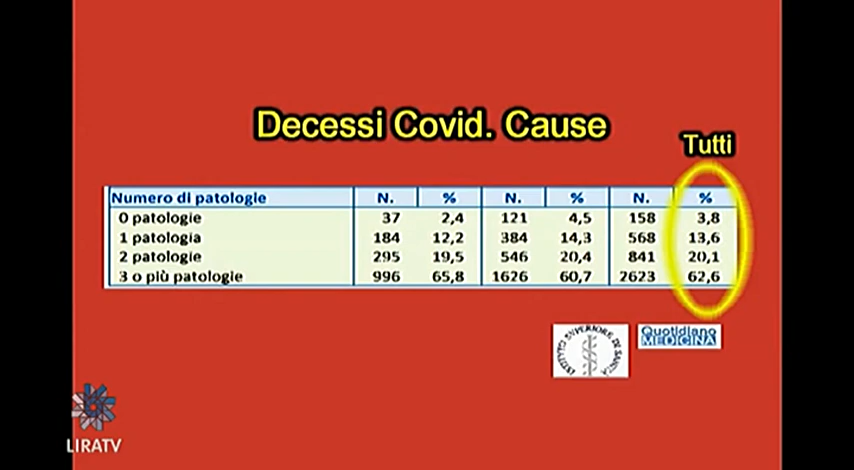 Decessi Covid. Cause
Tutti
Numero di patologie N. % N. % N. %
0 patologie 37 2,4 121 4,5 158 3,8
1 patologia 184 12,2 384 14,3 568 13,6
2 patologie 295 19,5 546 20,4 841 20,1
3 o più patologie 996 65,8 1626 60,7 2623 62,6
Quotidiano
MEDICINA
LIRATV